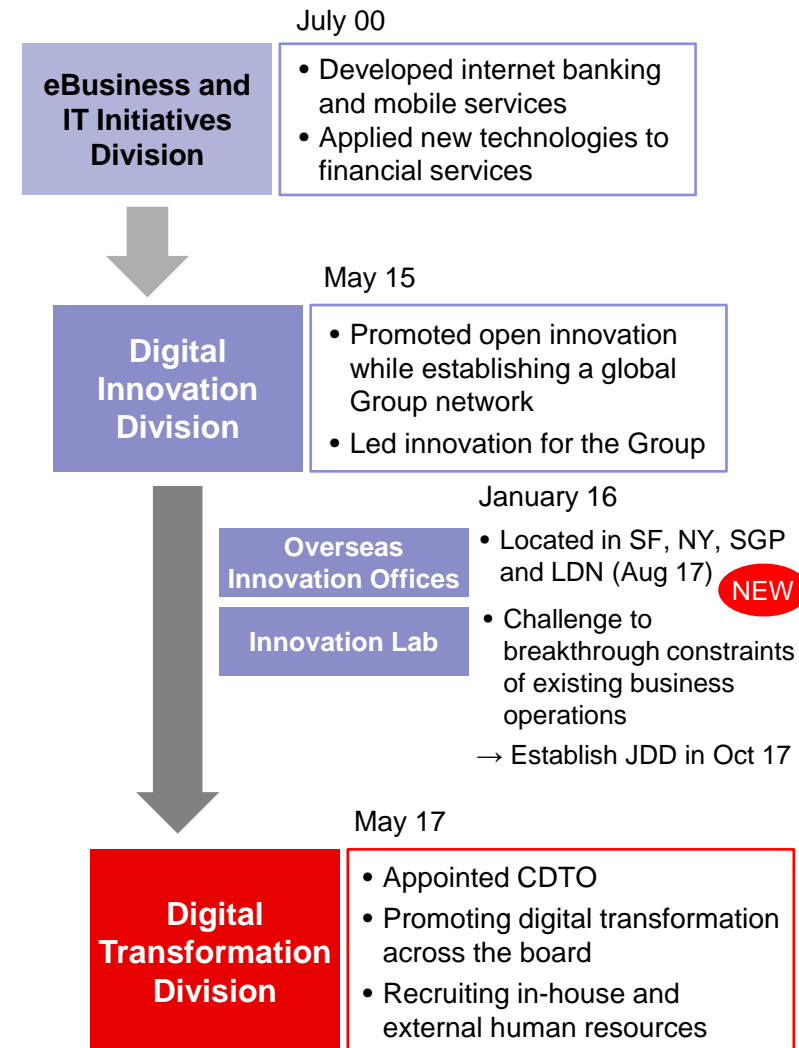 July 00
eBusiness and
IT Initiatives
Division
• Developed internet banking
and mobile services
• Applied new technologies to
financial services
May 15
Digital
Innovation
Division
• Promoted open innovation
while establishing a global
Group network
• Led innovation for the Group
January 16
Overseas
Innovation Offices
• Located in SF, NY, SGP
and LDN (Aug 17)
NEW
Innovation Lab
• Challenge to
breakthrough constraints
of existing business
operations
→ Establish JDD in Oct 17
May 17
Digital
Transformation
Division
• Appointed CDTO
• Promoting digital transformation
across the board
• Recruiting in-house and
external human resources